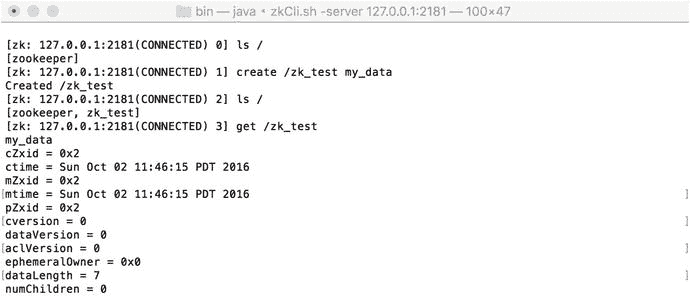 bin — java ◂ zkCli.sh -server 127.0.0.1:2181 — 100×47
[zk: 127.0.0.1:2181(CONNECTED) 0] ls /
[zookeeper]
[zk: 127.0.0.1:2181(CONNECTED) 1] create /zk_test my_data
Created /zk_test
[zk: 127.0.0.1:2181(CONNECTED) 2] ls /
[zookeeper, zk_test]
[zk: 127.0.0.1:2181(CONNECTED) 3] get /zk_test
my_data
cZxid = 0x2
ctime = Sun Oct 02 11:46:15 PDT 2016
mZxid = 0x2
[mtime = Sun Oct 02 11:46:15 PDT 2016 ]
pZxid = 0x2
[cversion = 0 ]
dataVersion = 0
[aclVersion = 0 ]
ephemeralOwner = 0x0
[dataLength = 7 ]
numChildren = 0